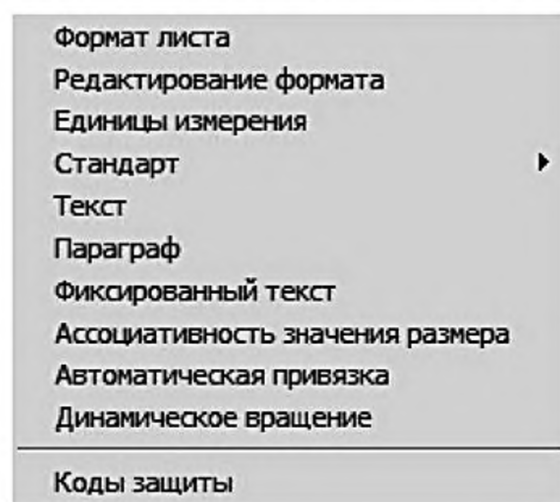 Формат листа
Редактирование формата
Единицы измерения
Стандарт
Текст
Параграф
Фиксированный текст
Ассоциативность значения размера
Автоматическая привязка
Динамическое вращение
Коды защиты